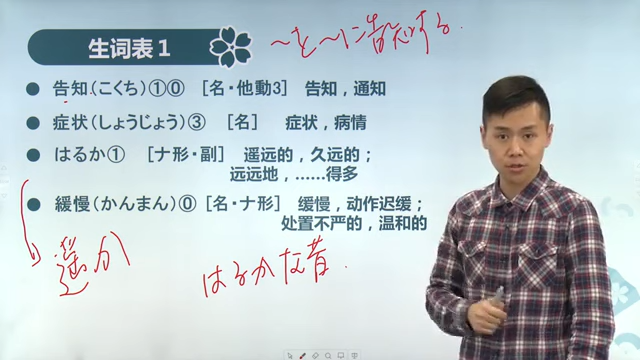 生词表1
～を～に告知する.
● 告知(こくち)①⓪ [名・他動3] 告知，通知
● 症状(しょうじょう)③ [名] 症状，病情
● はるか① [ナ形・副] 遥远的，久远的；
远远地，……得多
● 緩慢(かんまん)⓪ [名・ナ形] 缓慢，动作迟缓；
处置不严的，温和的
遥か
はるかな昔.